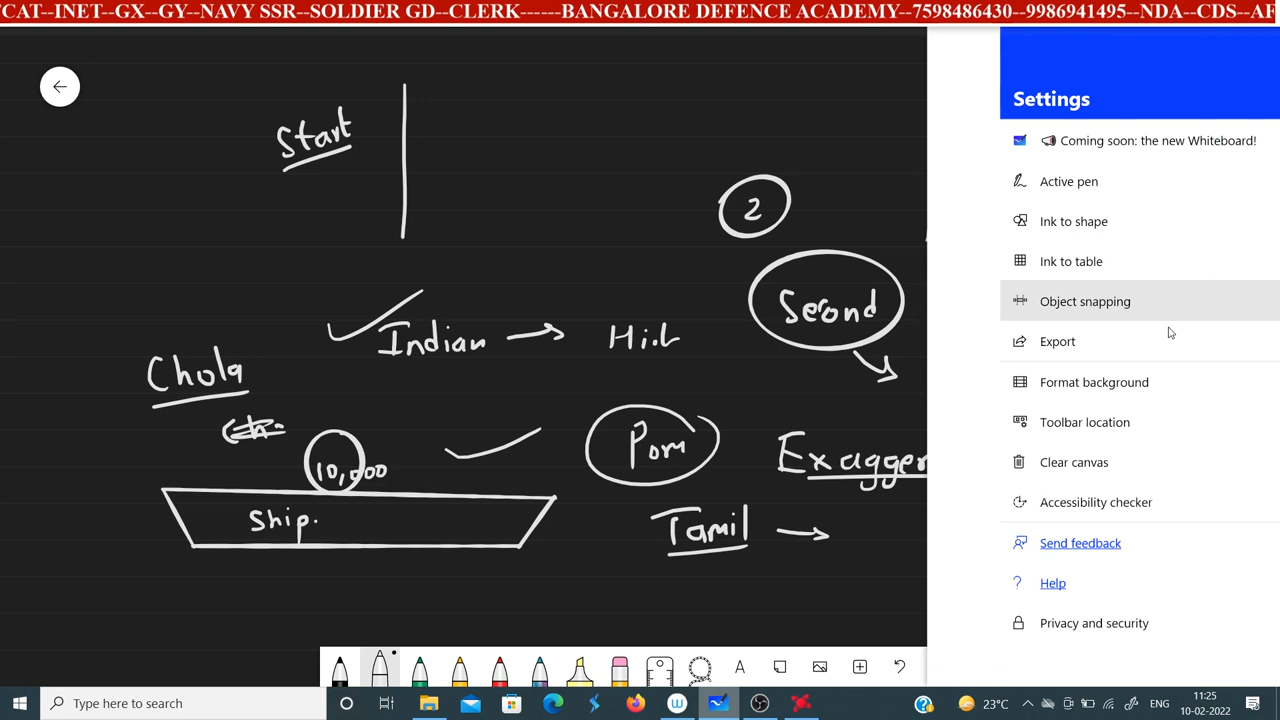 CAT--INET--GX--GY--NAVY SSR--SOLDIER GD--CLERK------BANGALORE DEFENCE ACADEMY--7598486430--9986941495--NDA--CDS--AF
Start
2
Second
Indian
Chola
10,000
Pom
Exagger
Ship.
Tamil
Settings
Coming soon: the new Whiteboard!
Active pen
Ink to shape
Ink to table
Object snapping
Export
Format background
Toolbar location
Clear canvas
Accessibility checker
Send feedback
Help
Privacy and security
A
Type here to search
23°C
ENG
11:25
10-02-2022